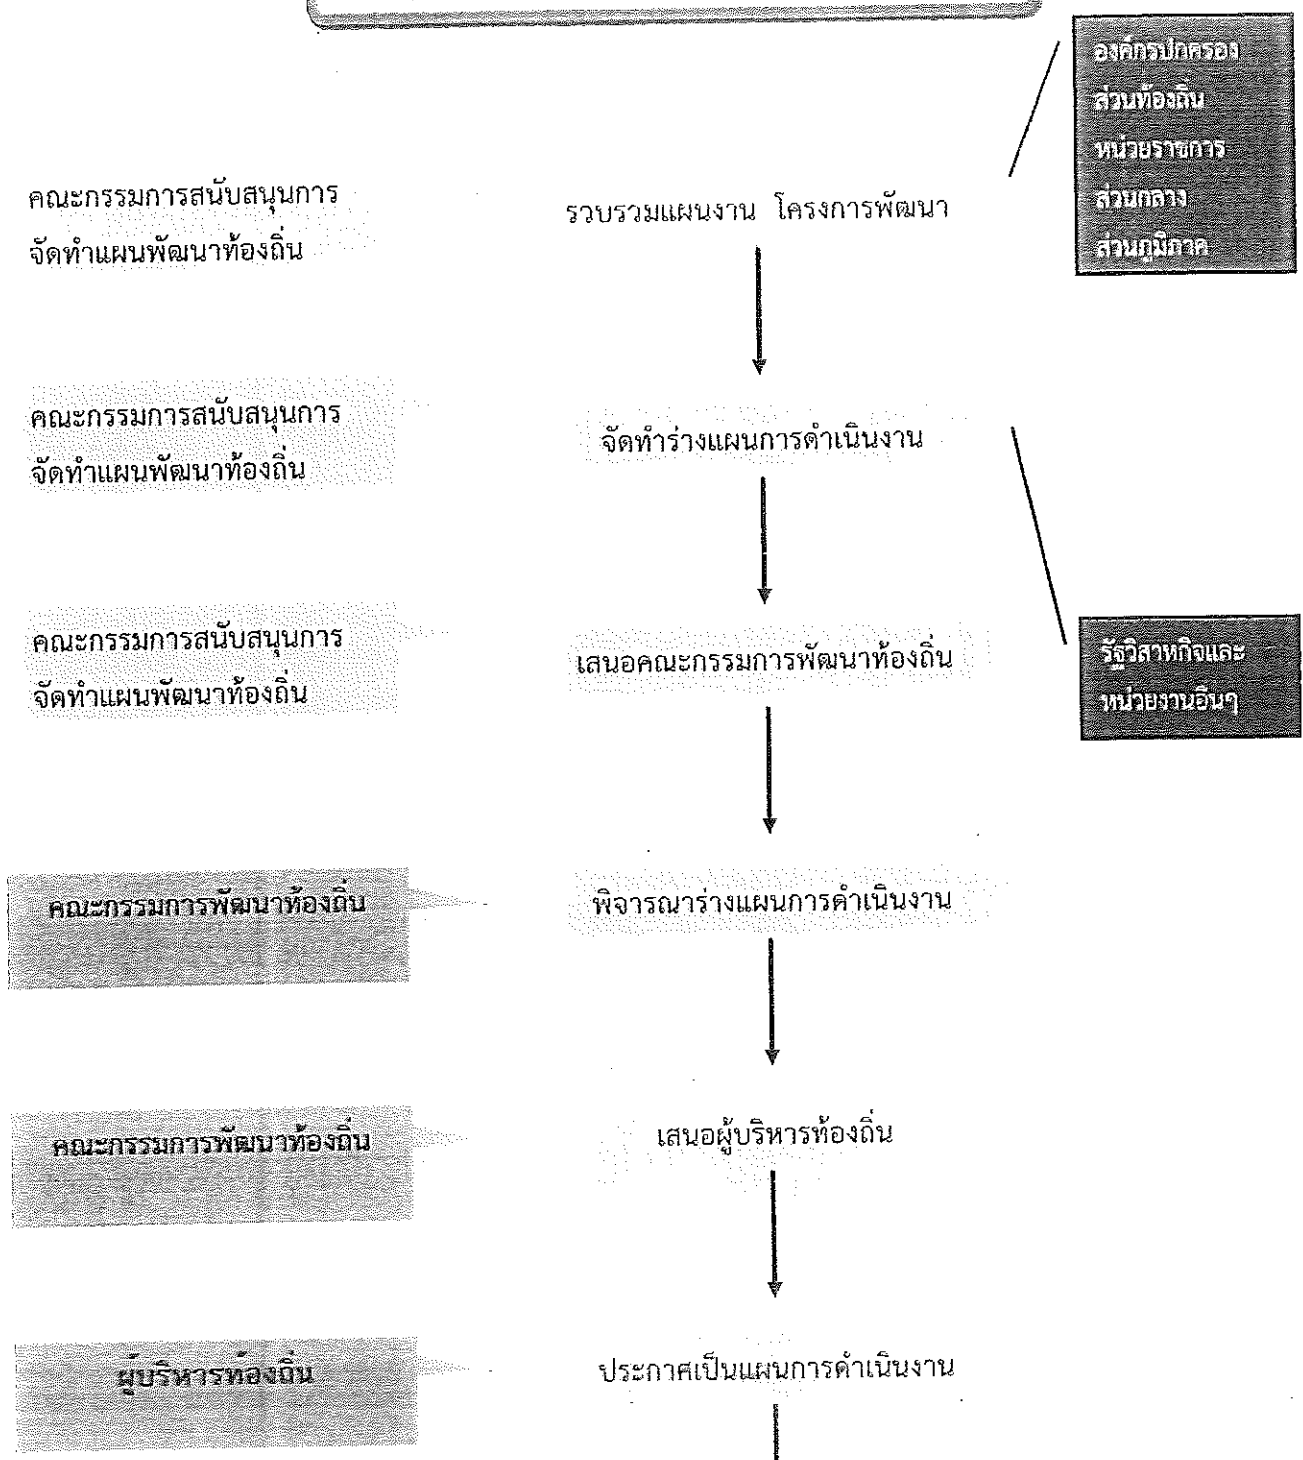 องค์กรปกครอง
ส่วนท้องถิ่น
หน่วยราชการ
ส่วนกลาง
ส่วนภูมิภาค
คณะกรรมการสนับสนุนการ
จัดทำแผนพัฒนาท้องถิ่น
รวบรวมแผนงาน โครงการพัฒนา
คณะกรรมการสนับสนุนการ
จัดทำแผนพัฒนาท้องถิ่น
จัดทำร่างแผนการดำเนินงาน
คณะกรรมการสนับสนุนการ
จัดทำแผนพัฒนาท้องถิ่น
เสนอคณะกรรมการพัฒนาท้องถิ่น
รัฐวิสาหกิจและ
หน่วยงานอื่นๆ
คณะกรรมการพัฒนาท้องถิ่น
พิจารณาร่างแผนการดำเนินงาน
คณะกรรมการพัฒนาท้องถิ่น
เสนอผู้บริหารท้องถิ่น
ผู้บริหารท้องถิ่น
ประกาศเป็นแผนการดำเนินงาน